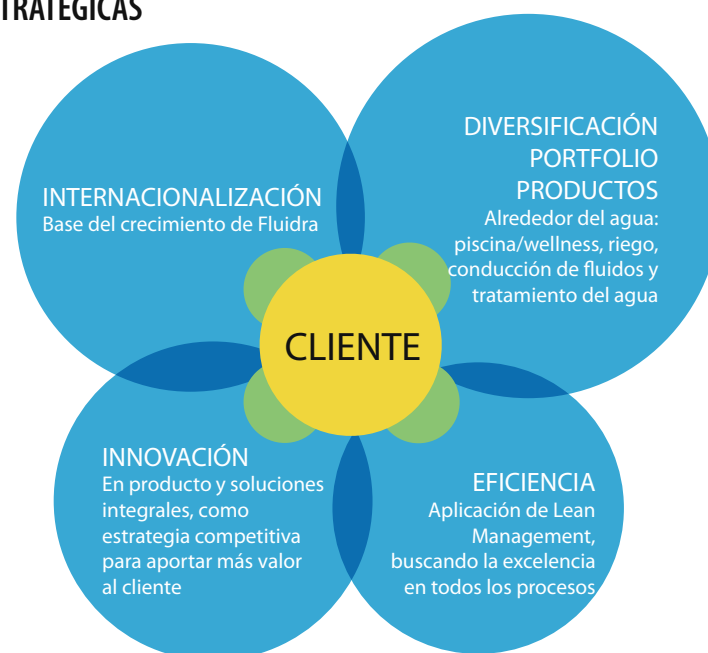 TRATÉGICAS
INTERNACIONALIZACIÓN
Base del crecimiento de Fluidra
DIVERSIFICACIÓN
PORTFOLIO
PRODUCTOS
Alrededor del agua:
piscina/wellness, riego,
conducción de fluidos y
tratamiento del agua
CLIENTE
INNOVACIÓN
En producto y soluciones
integrales, como
estrategia competitiva
para aportar más valor
al cliente
EFICIENCIA
Aplicación de Lean
Management,
buscando la excelencia
en todos los procesos